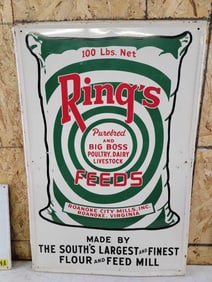 100 Lbs. Net
Ring's
Purebred
AND
BIG BOSS
POULTRY, DAIRY
LIVESTOCK
FEEDS
ROANOKE CITY MILLS, INC.
ROANOKE, VIRGINIA
MADE BY
THE SOUTH'S LARGEST AND FINEST
FLOUR AND FEED MILL